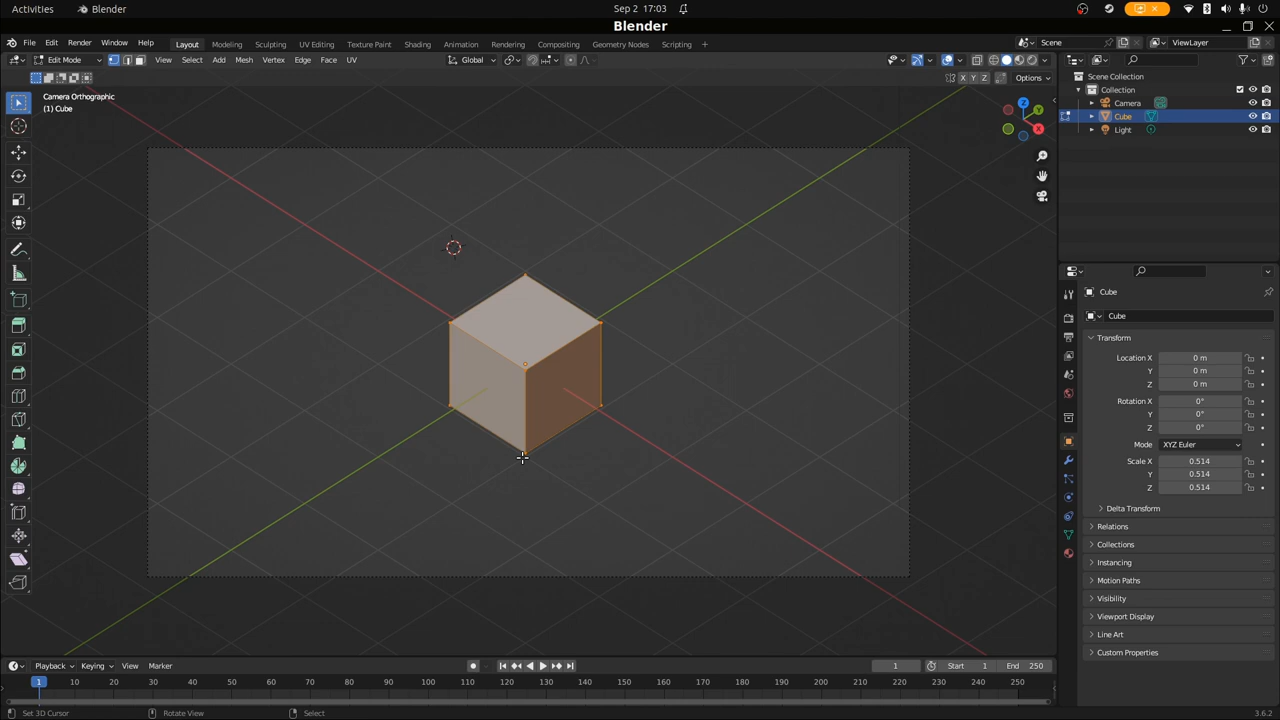 Activities Blender Sep 2 17:03
Blender
File Edit Render Window Help Layout Modeling Sculpting UV Editing Texture Paint Shading Animation Rendering Compositing Geometry Nodes Scripting + Scene ViewLayer
Edit Mode View Select Add Mesh Vertex Edge Face UV Global
X Y Z Options
Camera Orthographic
(1) Cube
Z Y X
Scene Collection
Collection
Camera
Cube
Light
Cube
Cube
Transform
Location X 0 m
Y 0 m
Z 0 m
Rotation X 0°
Y 0°
Z 0°
Mode XYZ Euler
Scale X 0.514
Y 0.514
Z 0.514
Delta Transform
Relations
Collections
Instancing
Motion Paths
Visibility
Viewport Display
Line Art
Custom Properties
Playback Keying View Marker 1 Start 1 End 250
1 10 20 30 40 50 60 70 80 90 100 110 120 130 140 150 160 170 180 190 200 210 220 230 240 250
Set 3D Cursor Rotate View Select 3.6.2